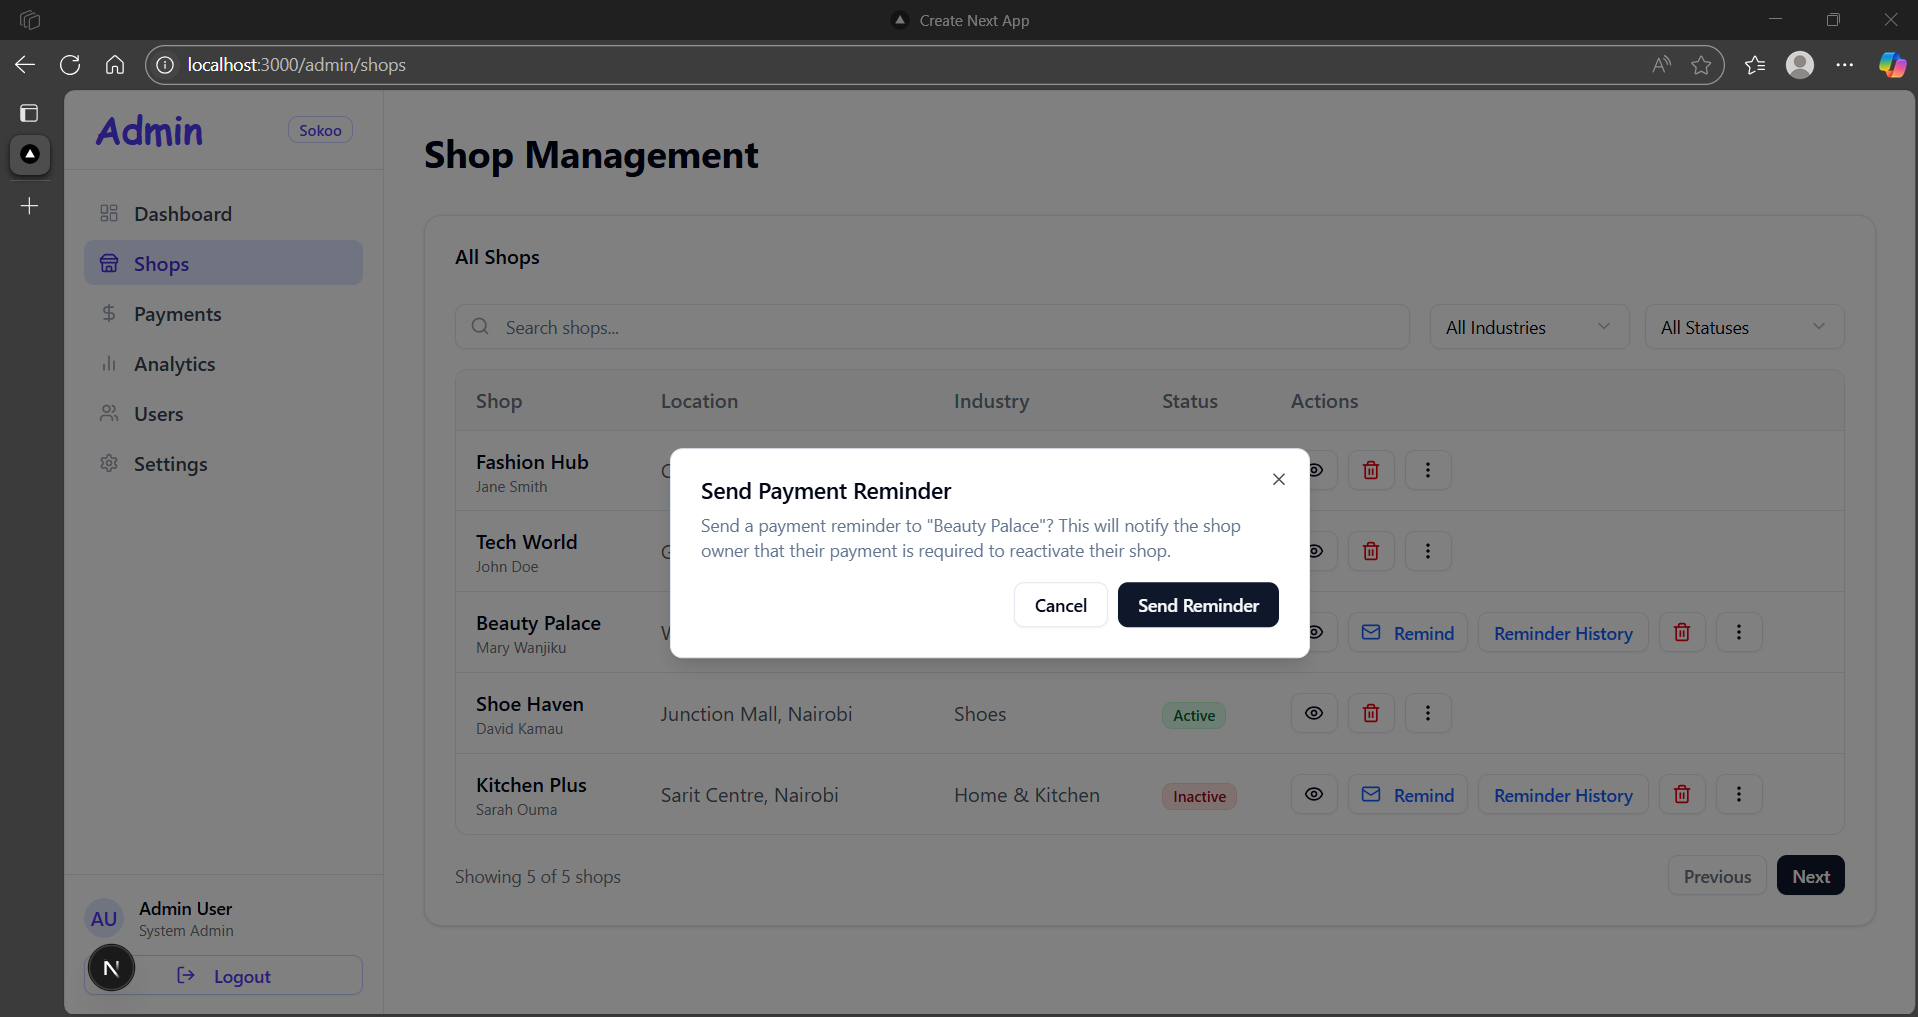 Create Next App
localhost:3000/admin/shops
Admin
Sokoo
Dashboard
Shops
Payments
Analytics
Users
Settings
AU
Admin User
System Admin
N
Logout
Shop Management
All Shops
Search shops...
All Industries
All Statuses
Shop Location Industry Status Actions
Fashion Hub
Jane Smith
Tech World
John Doe
Beauty Palace
Mary Wanjiku
Remind
Reminder History
Shoe Haven
David Kamau
Junction Mall, Nairobi
Shoes
Active
Kitchen Plus
Sarah Ouma
Sarit Centre, Nairobi
Home & Kitchen
Inactive
Remind
Reminder History
Showing 5 of 5 shops
Previous
Next
Send Payment Reminder
Send a payment reminder to "Beauty Palace"? This will notify the shop
owner that their payment is required to reactivate their shop.
Cancel
Send Reminder